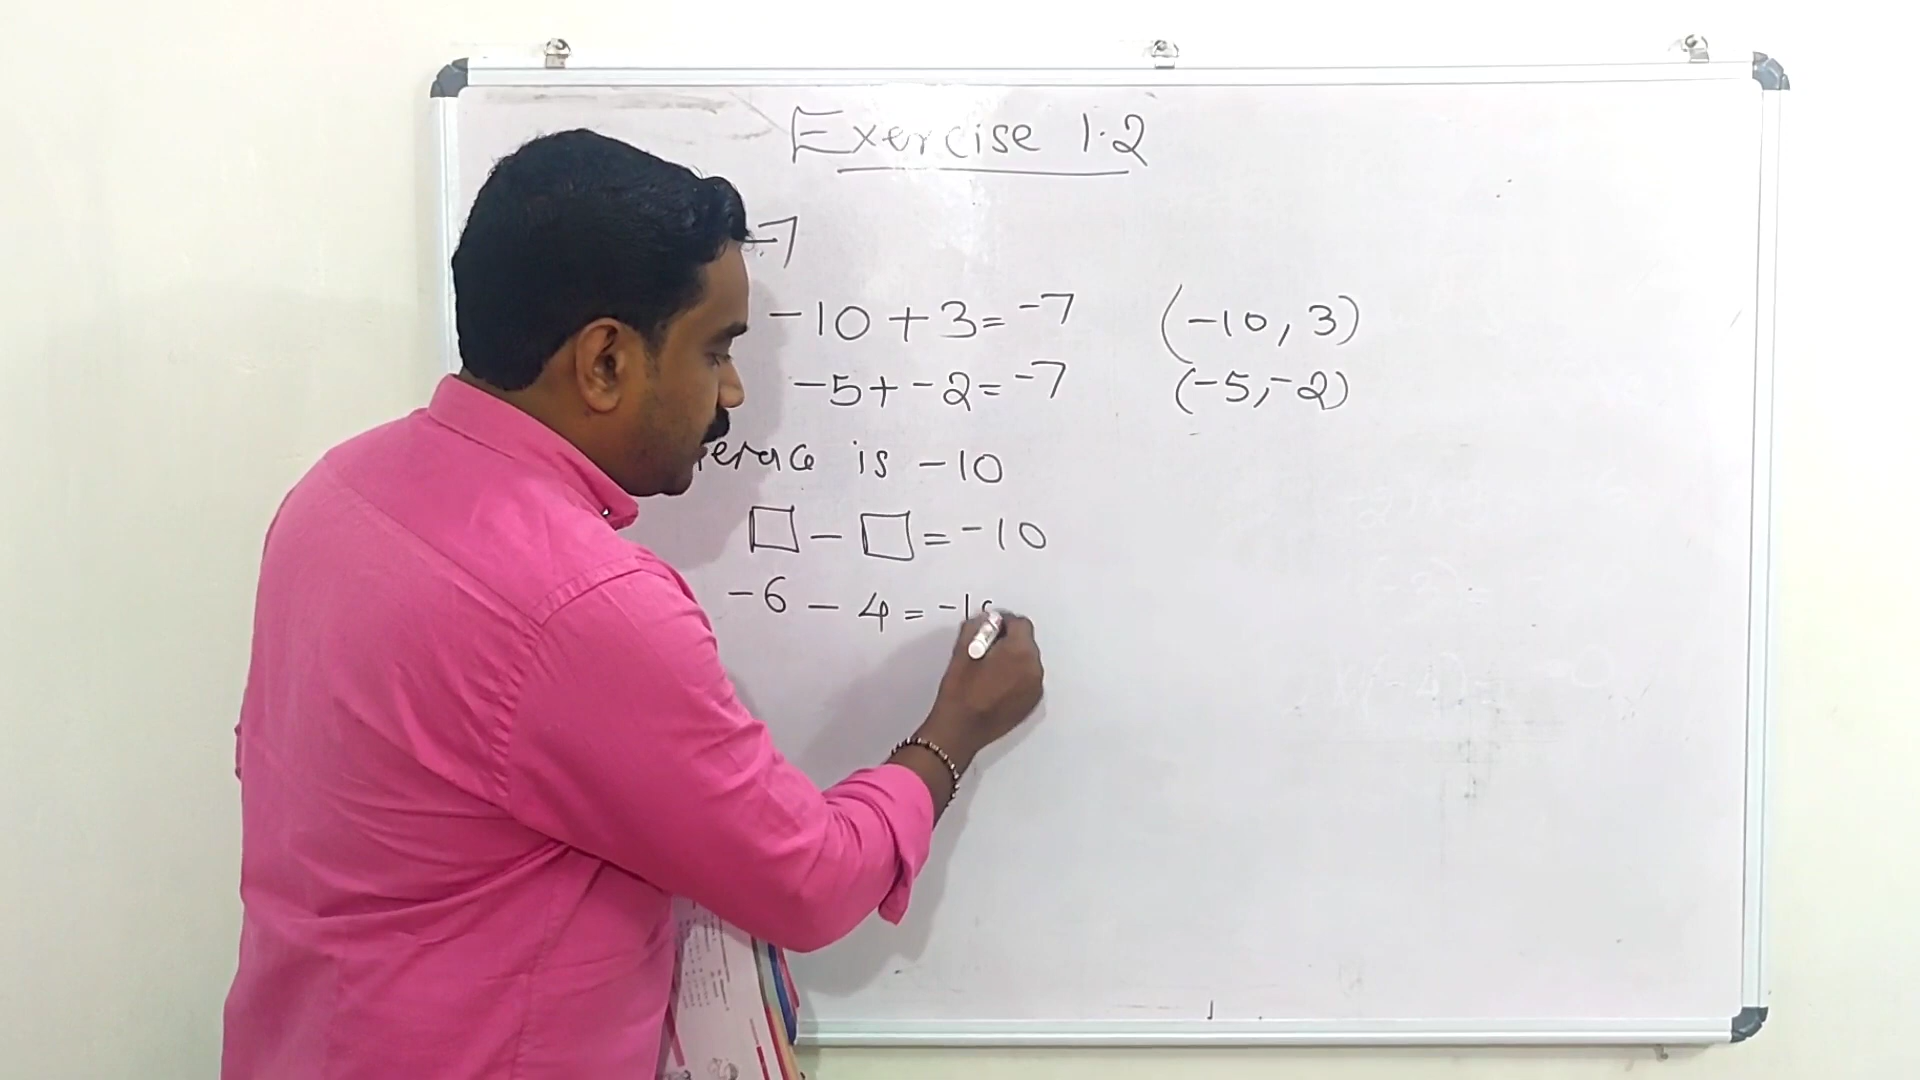 Exercise 1.2
-7
-10 + 3 = -7 (-10, 3)
-5 + -2 = -7 (-5, -2)
is -10
□ - □ = -10
-6 - 4 = -10